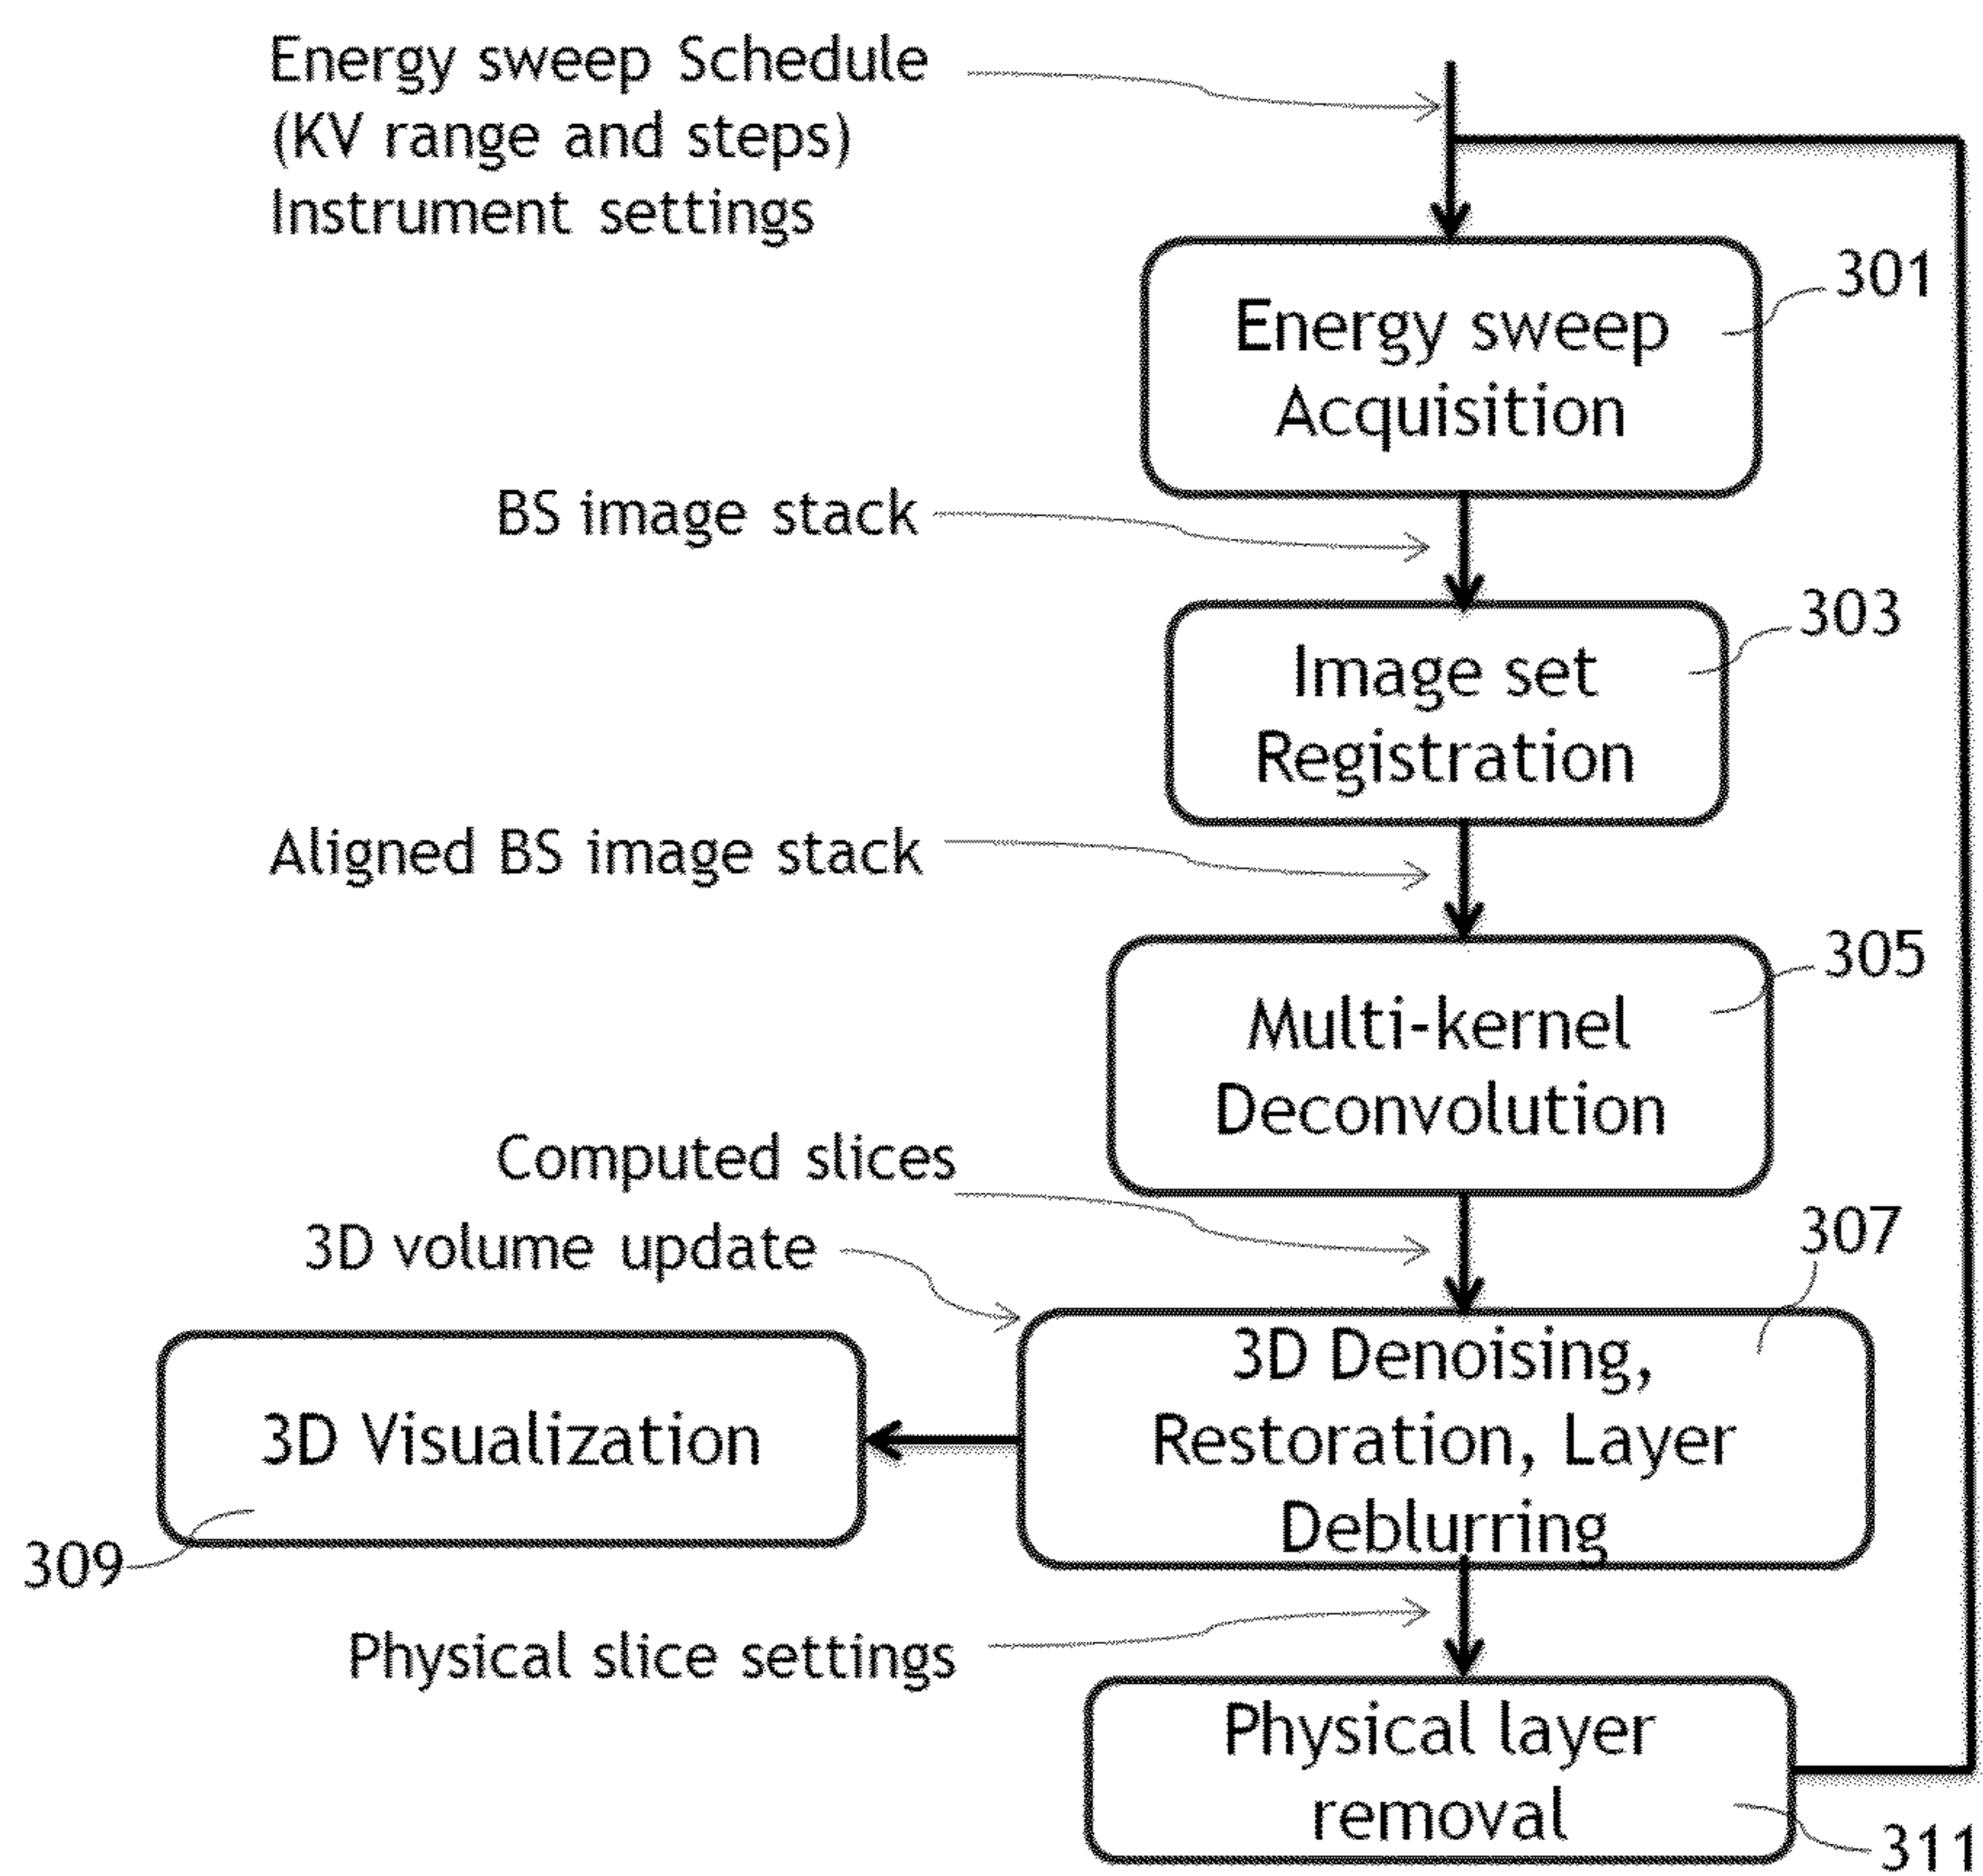 Energy sweep Schedule
(KV range and steps)
Instrument settings
301
Energy sweep
Acquisition
BS image stack
303
Image set
Registration
Aligned BS image stack
305
Multi-kernel
Deconvolution
Computed slices
3D volume update
307
3D Denoising,
Restoration, Layer
Deblurring
3D Visualization
309
Physical slice settings
Physical layer
removal
311